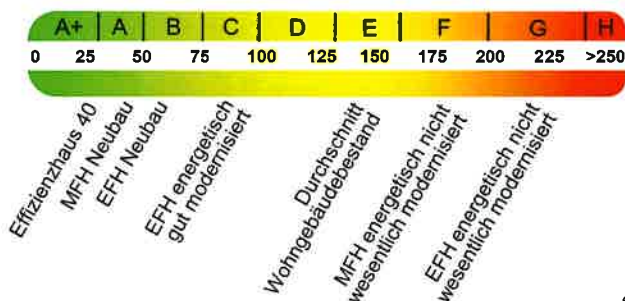 A+ A B C D E F G H
0 25 50 75 100 125 150 175 200 225 >250
Effizienzhaus 40
MFH Neubau
EFH Neubau
EFH energetisch
gut modernisiert
Durchschnitt
Wohngebäudebestand
MFH energetisch nicht
wesentlich modernisiert
EFH energetisch nicht
wesentlich modernisiert